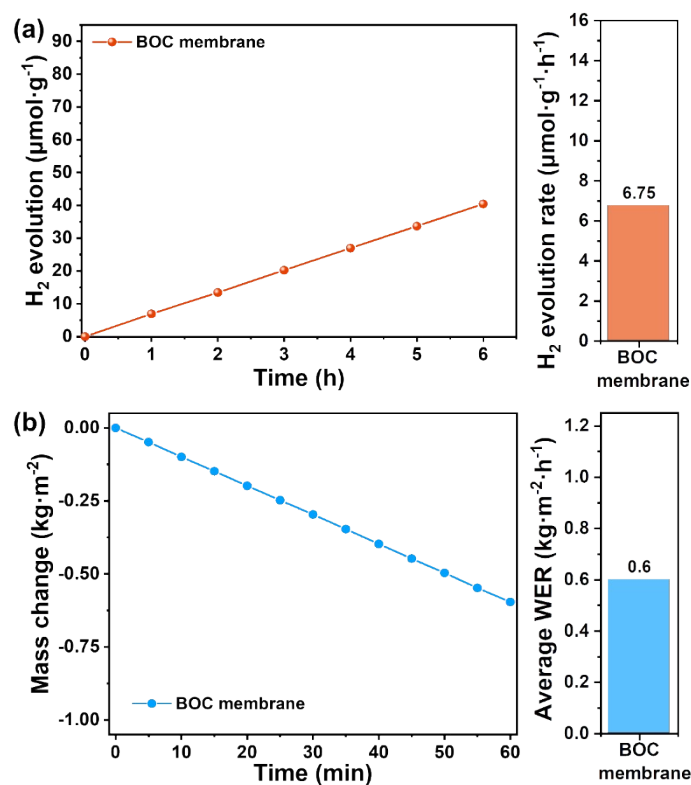 (a)
BOC membrane
H₂ evolution (μmol·g⁻¹)
90
80
70
60
50
40
30
20
10
0
0 1 2 3 4 5 6
Time (h)
H₂ evolution rate (μmol·g⁻¹·h⁻¹)
16
14
12
10
8
6
4
2
0
6.75
BOC
membrane
(b)
Mass change (kg·m⁻²)
0.00
-0.25
-0.50
-0.75
-1.00
BOC membrane
0 10 20 30 40 50 60
Time (min)
Average WER (kg·m⁻²·h⁻¹)
1.2
1.0
0.8
0.6
0.4
0.2
0.0
0.6
BOC
membrane